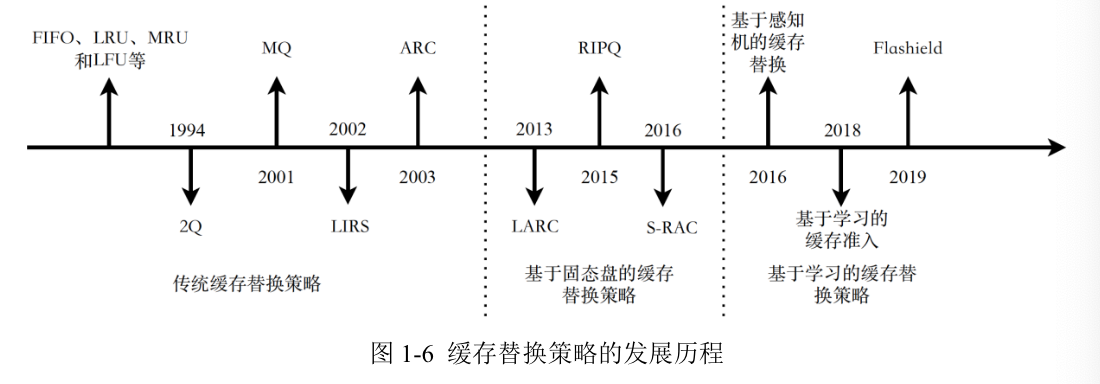 FIFO、LRU、MRU
和LFU等
MQ
ARC
RIPQ
基于感知
机的缓存
替换
Flashield
1994
2002
2013
2016
2018
2001
2003
2015
2016
2019
2Q
LIRS
LARC
S-RAC
基于学习的
缓存准入
传统缓存替换策略
基于固态盘的缓存
替换策略
基于学习的缓存替
换策略
图 1-6 缓存替换策略的发展历程